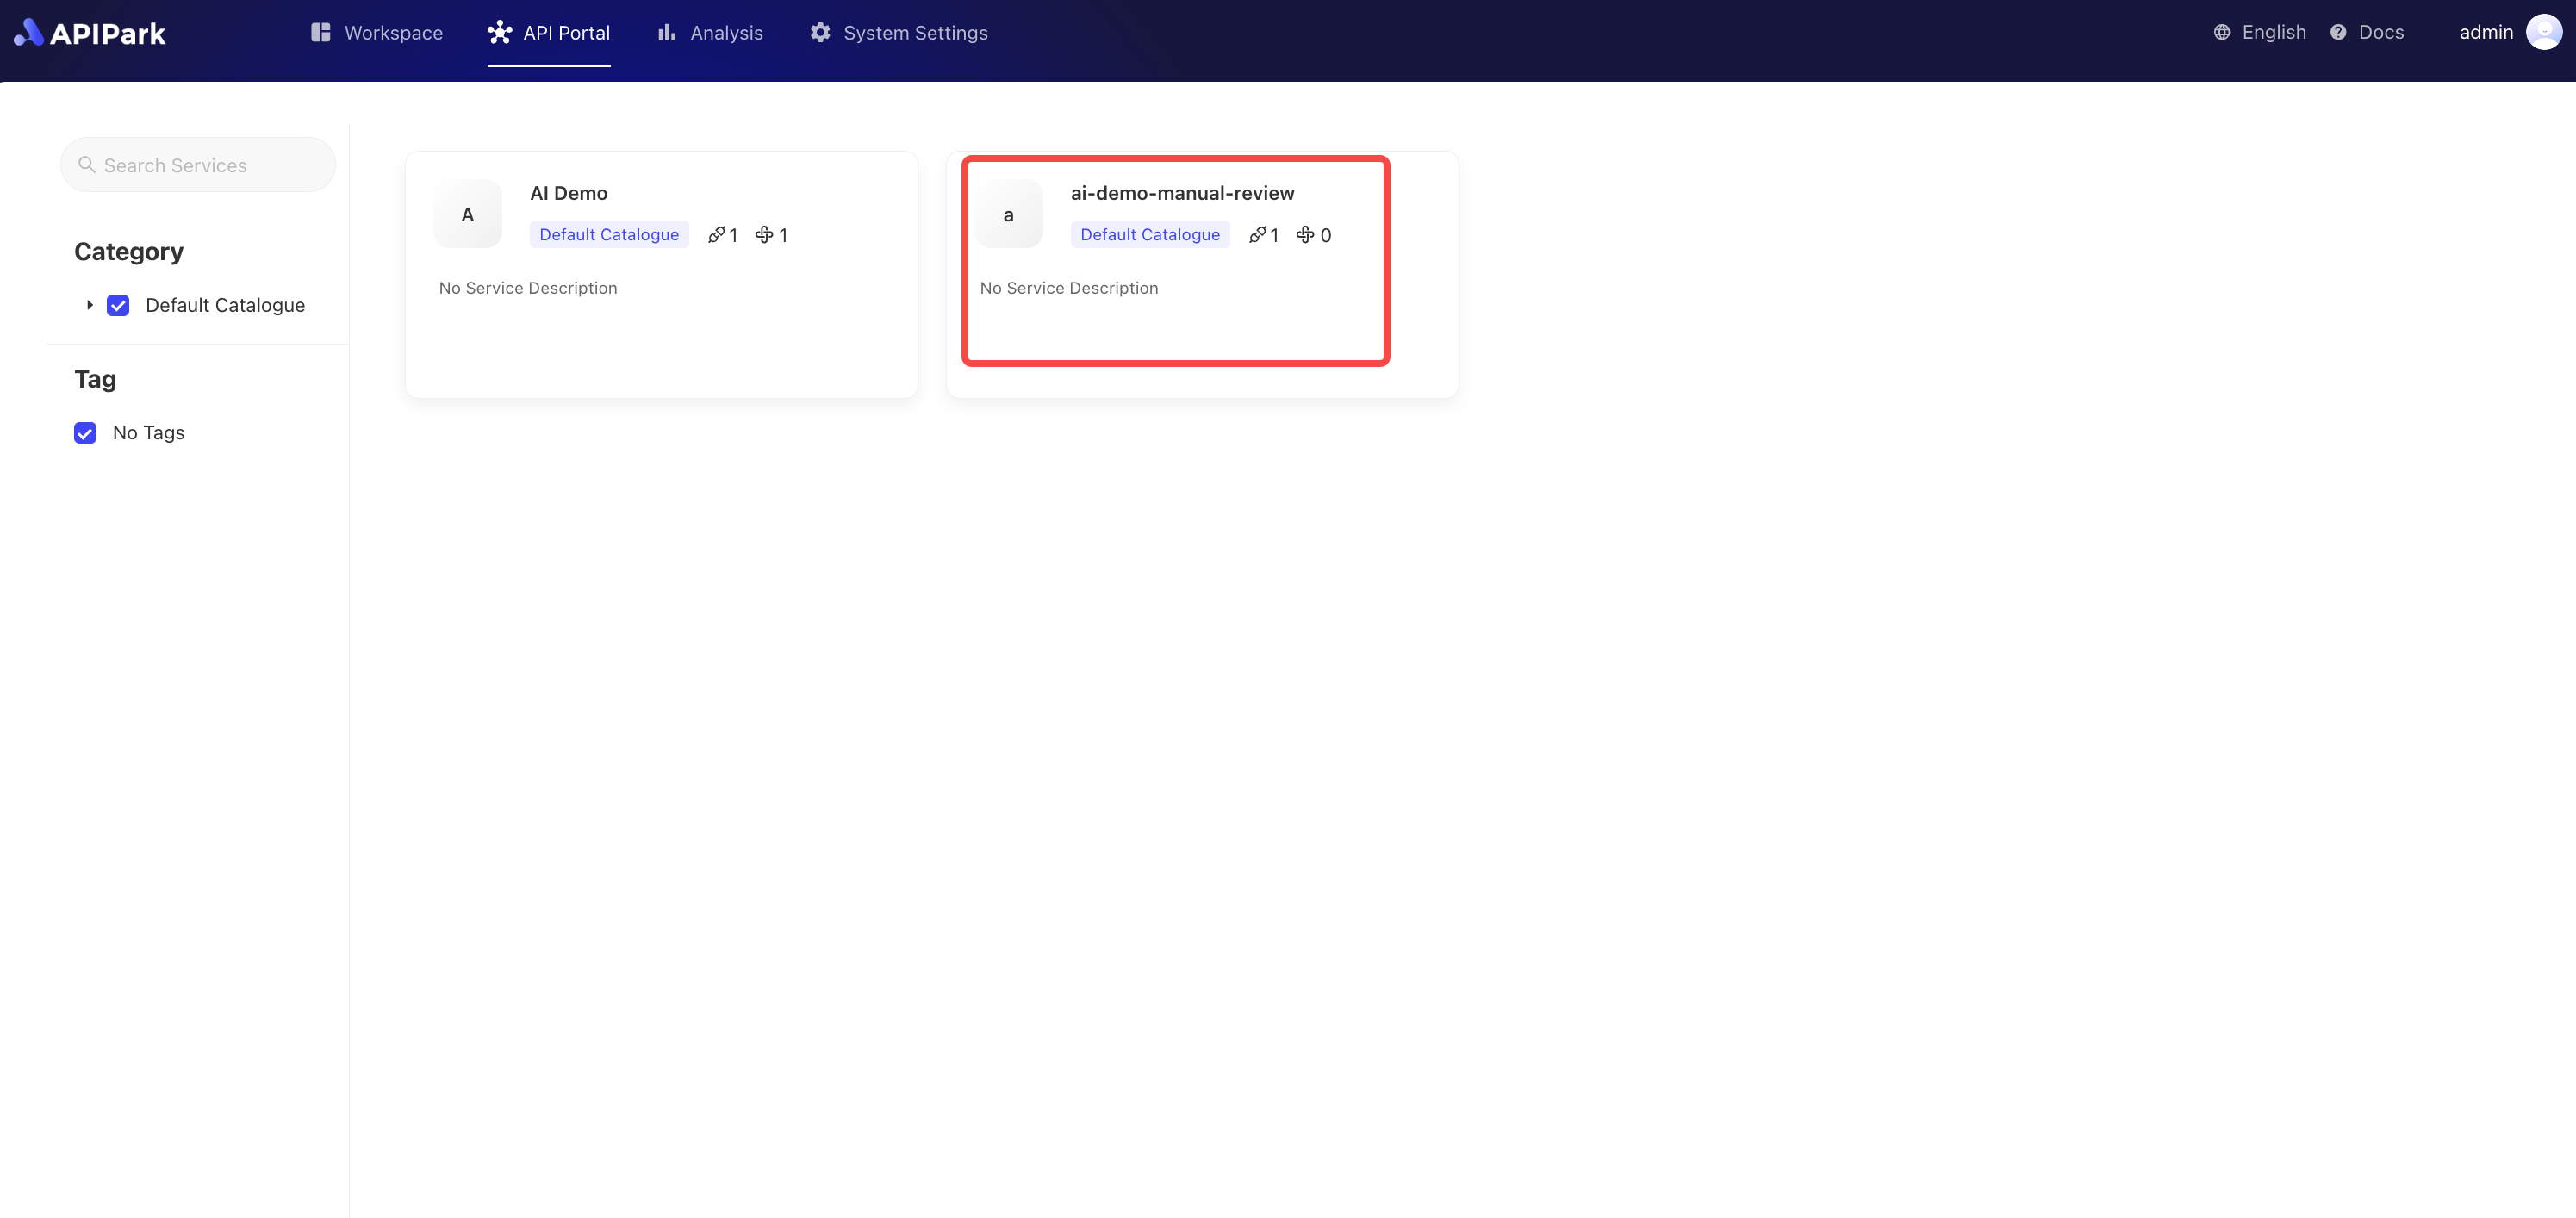 APIPark
Workspace
API Portal
Analysis
System Settings
English
Docs
admin
Search Services
Category
Default Catalogue
Tag
No Tags
A
AI Demo
Default Catalogue
1
1
No Service Description
a
ai-demo-manual-review
Default Catalogue
1
0
No Service Description